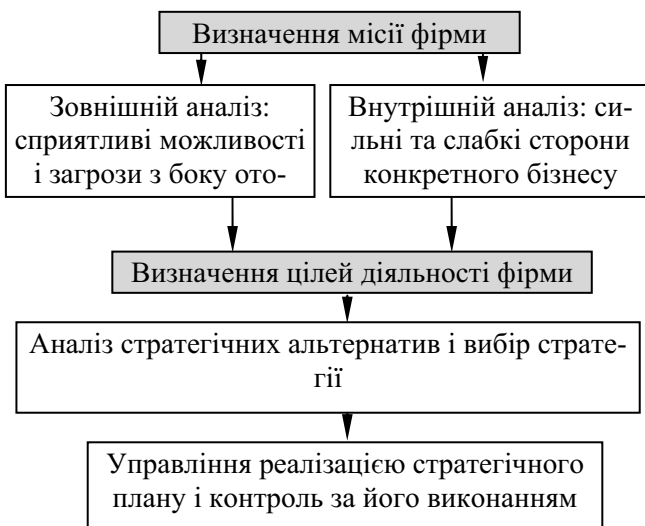 Визначення місії фірми
Зовнішній аналіз:
сприятливі можливості
і загрози з боку ото-
Внутрішній аналіз: си-
льні та слабкі сторони
конкретного бізнесу
Визначення цілей діяльності фірми
Аналіз стратегічних альтернатив і вибір страте-
гії
Управління реалізацією стратегічного
плану і контроль за його виконанням